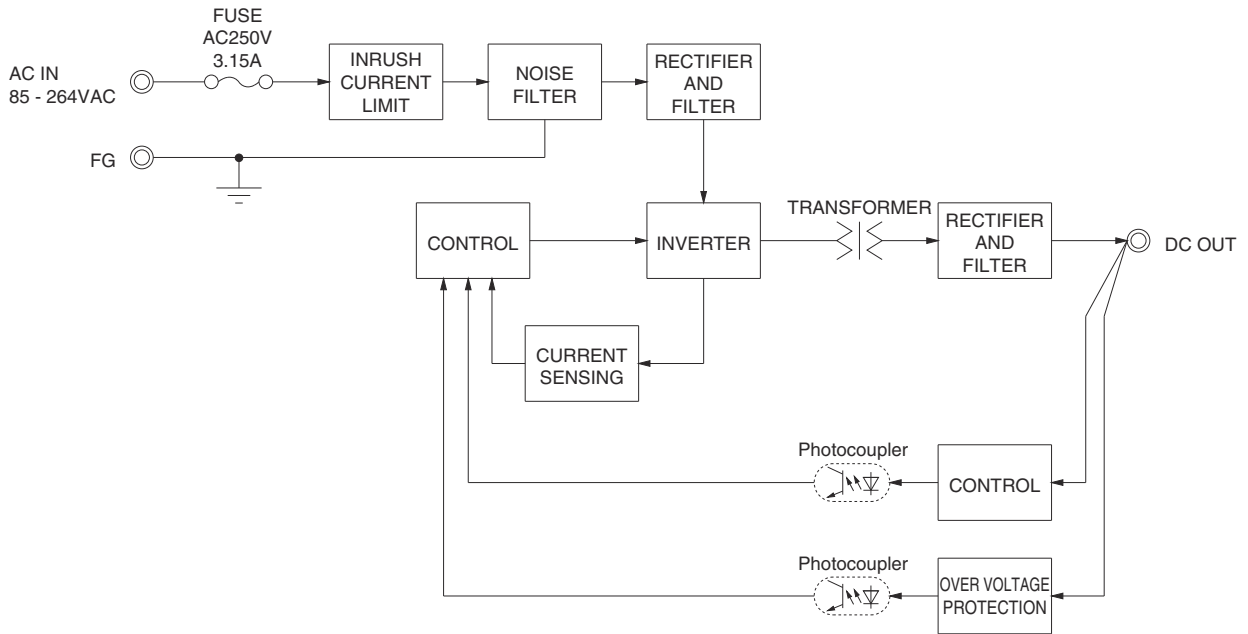 FUSE
AC250V
3.15A
AC IN
85 - 264VAC
INRUSH
CURRENT
LIMIT
NOISE
FILTER
RECTIFIER
AND
FILTER
FG
CONTROL
INVERTER
TRANSFORMER
RECTIFIER
AND
FILTER
DC OUT
CURRENT
SENSING
Photocoupler
CONTROL
Photocoupler
OVER VOLTAGE
PROTECTION